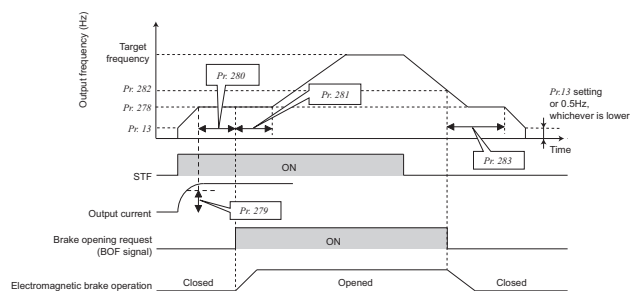 Output frequency (Hz)
Target
frequency
Pr. 280
Pr. 282
Pr. 281
Pr. 278
Pr. 13
Pr.13 setting
or 0.5Hz,
whichever is lower
Time
Pr. 283
STF
ON
Output current
Pr. 279
Brake opening request
(BOF signal)
ON
Electromagnetic brake operation
Closed
Opened
Closed